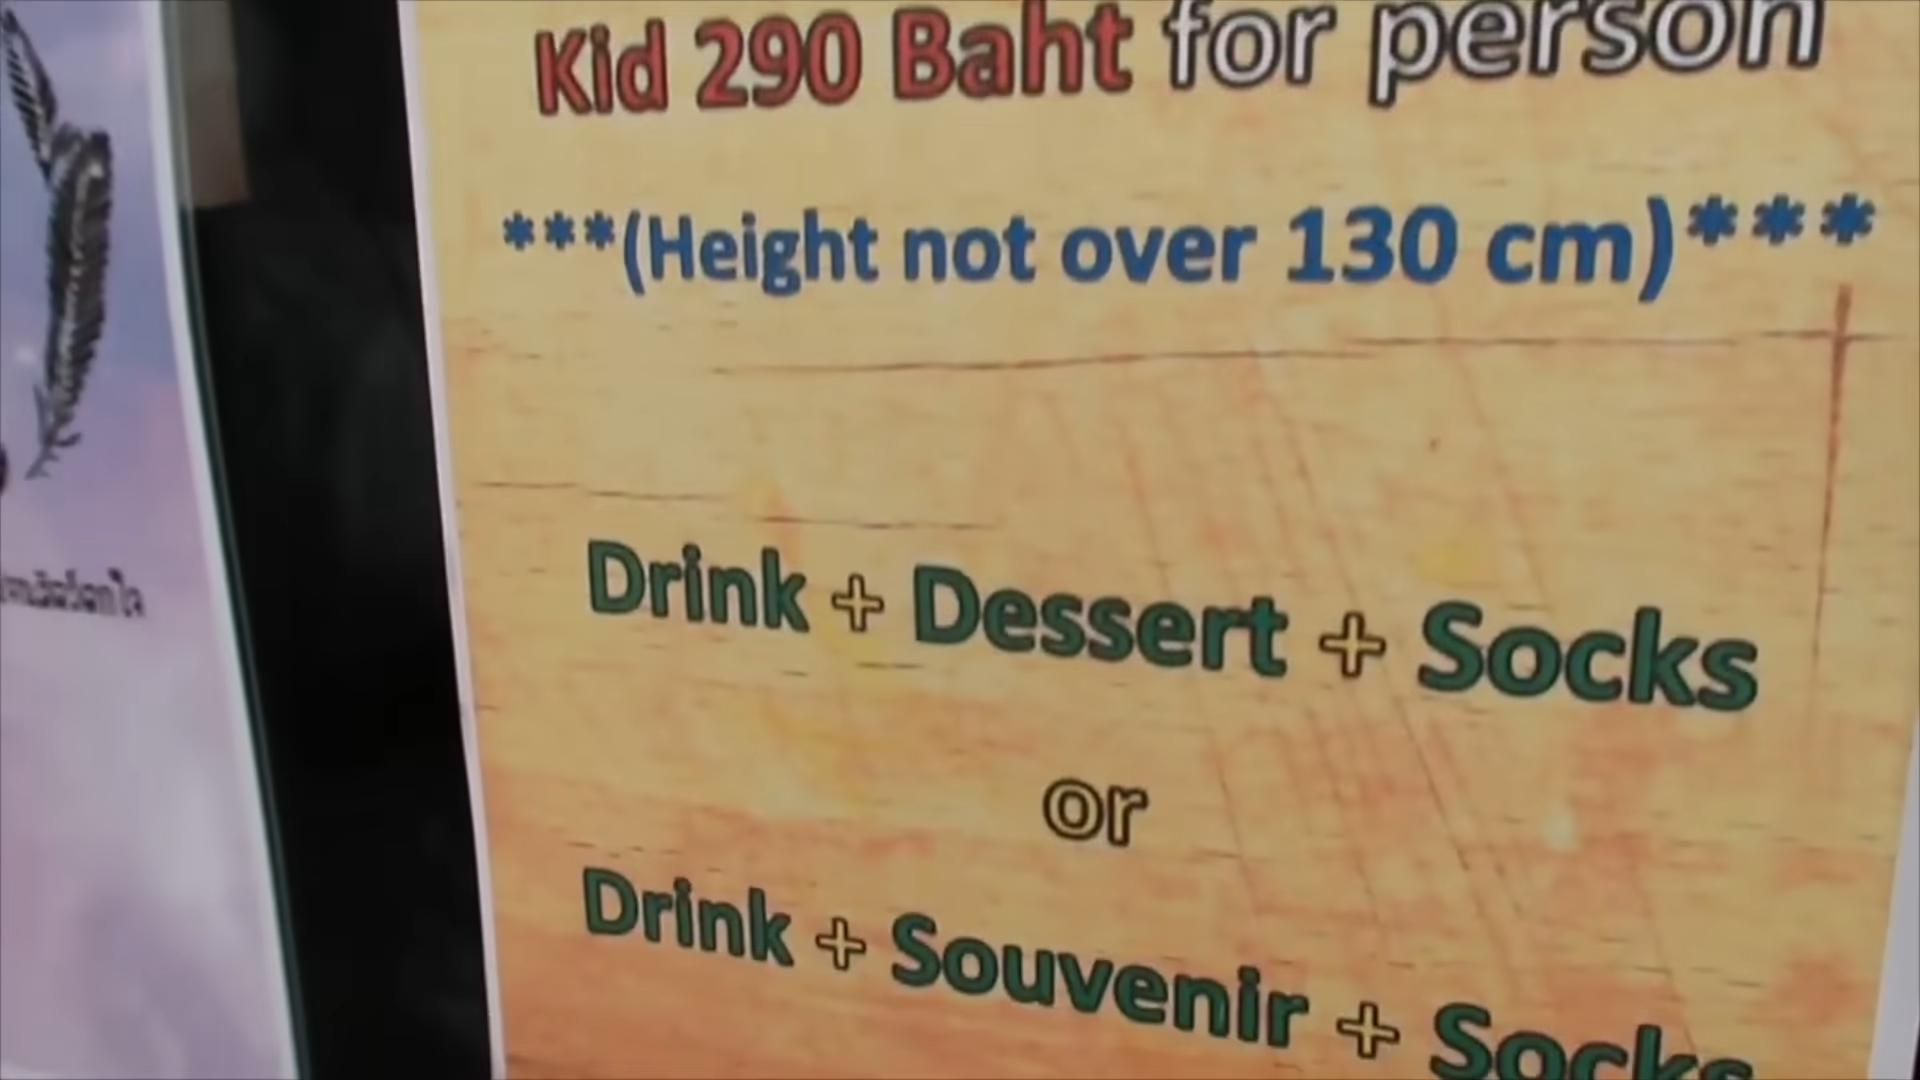 Kid 290 Baht for person
***(Height not over 130 cm)***
Drink + Dessert + Socks
or
Drink + Souvenir + Socks